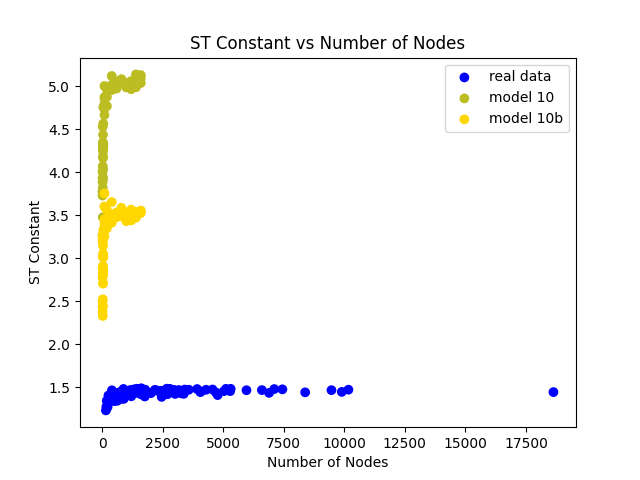 ST Constant vs Number of Nodes
real data
model 10
model 10b
ST Constant
5.0
4.5
4.0
3.5
3.0
2.5
2.0
1.5
0 2500 5000 7500 10000 12500 15000 17500
Number of Nodes